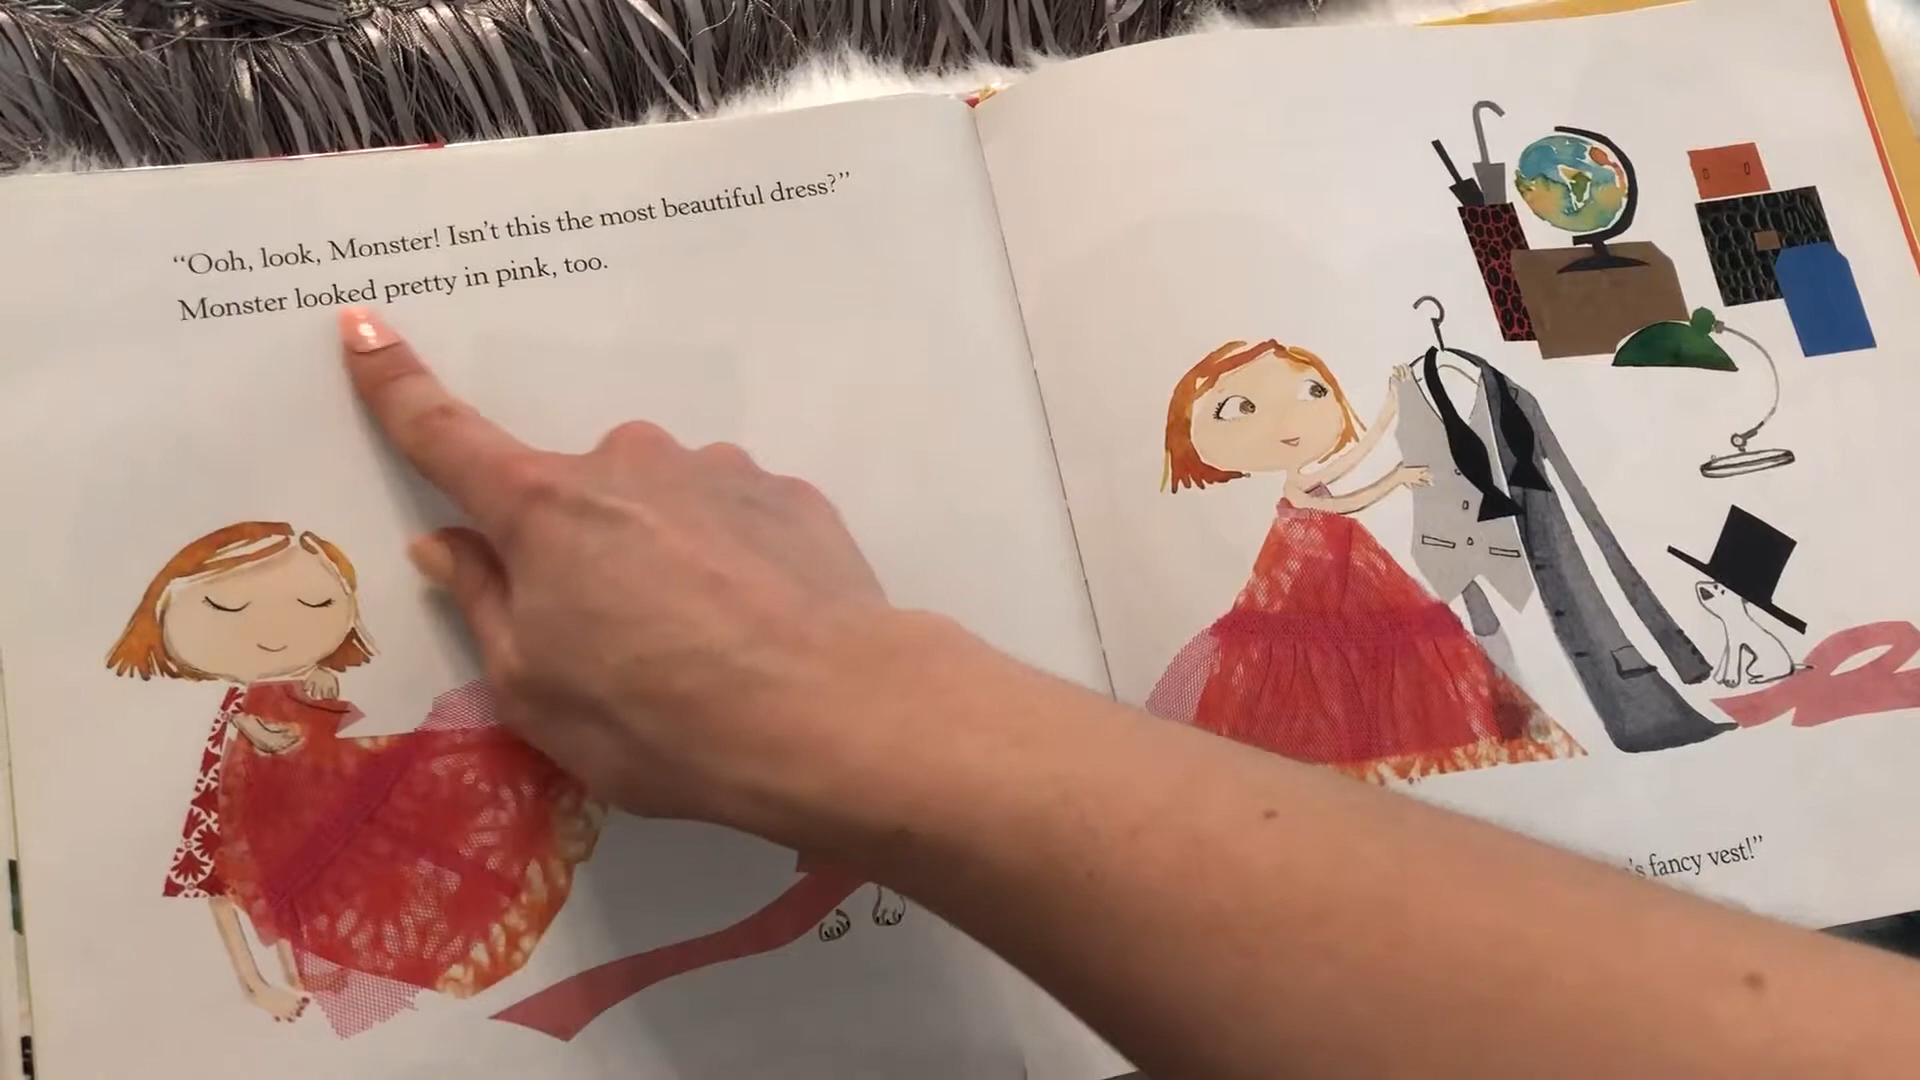 “Ooh, look, Monster! Isn’t this the most beautiful dress?”
Monster looked pretty in pink, too.
fancy vest!”